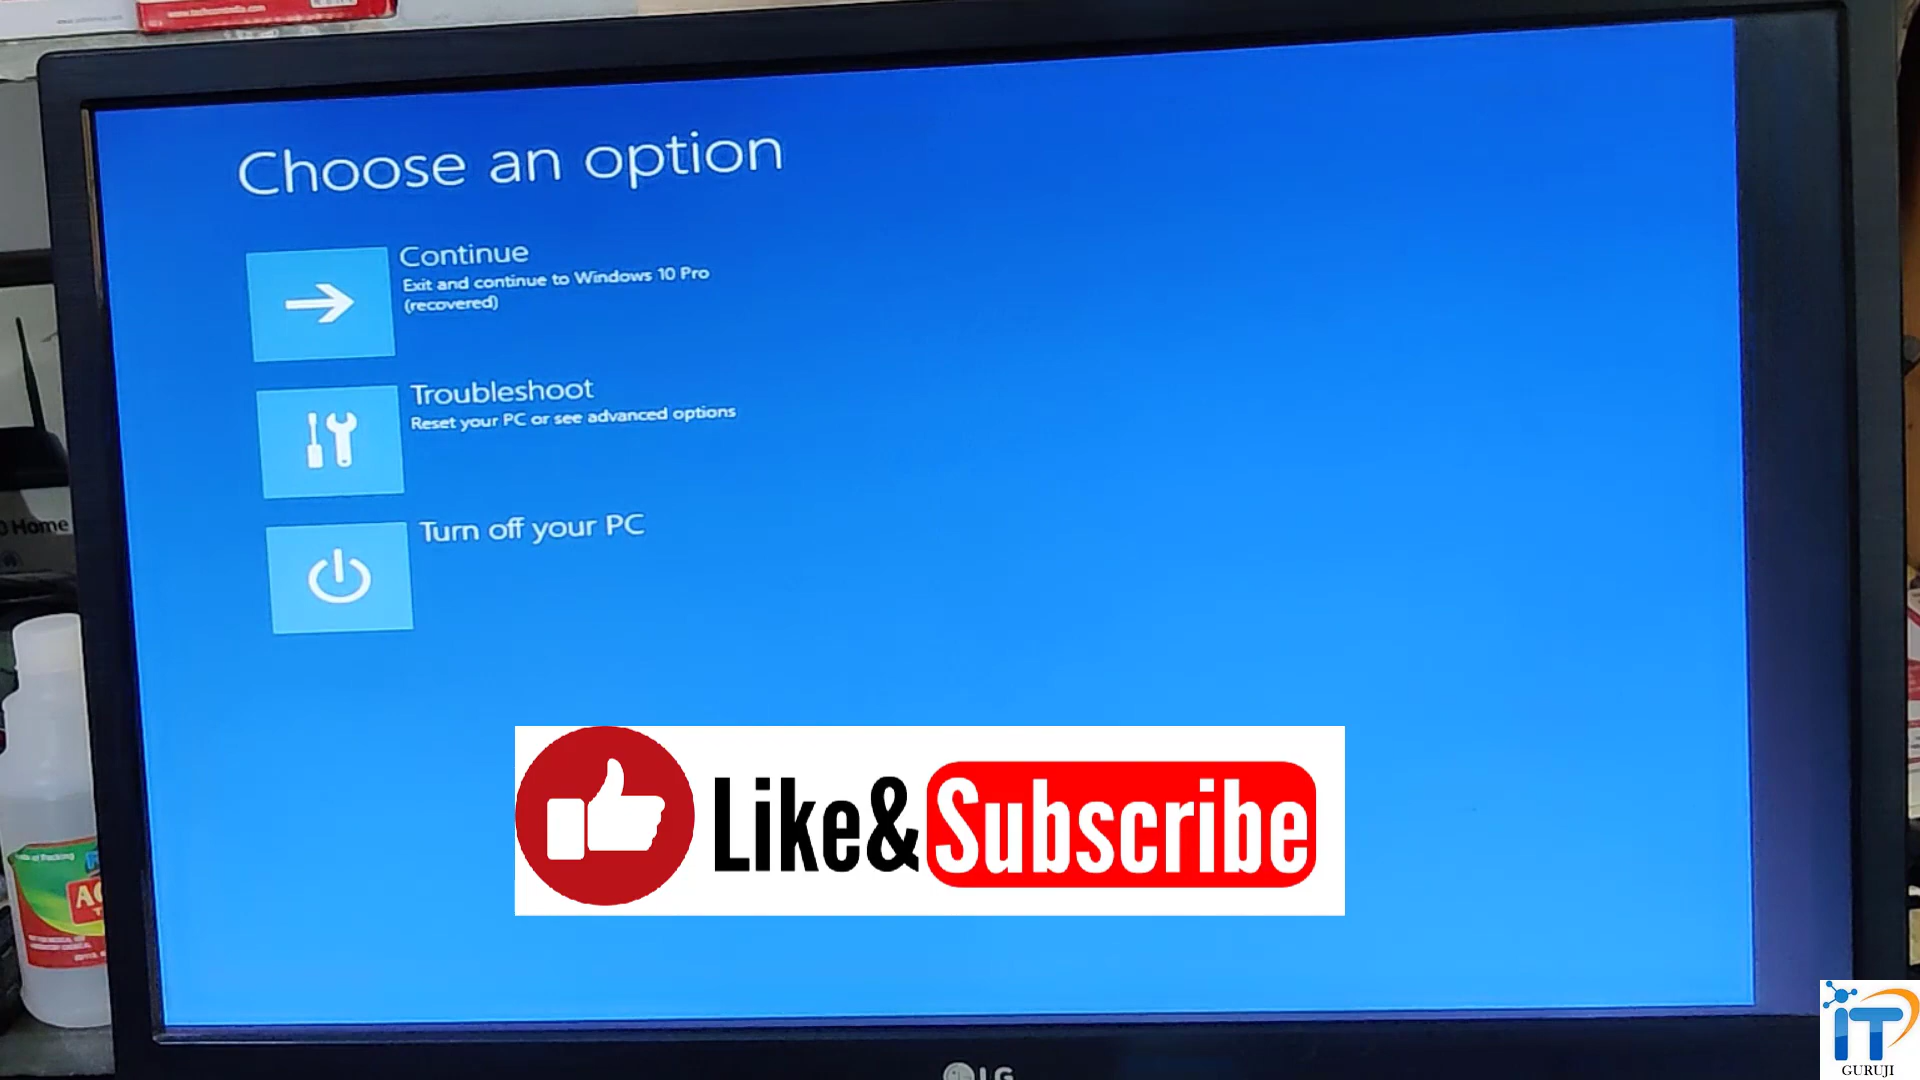 Choose an option
Continue
Exit and continue to Windows 10 Pro
(recovered)
Troubleshoot
Reset your PC or see advanced options
Turn off your PC
Home
Like& Subscribe
LG
IT
GURUJI